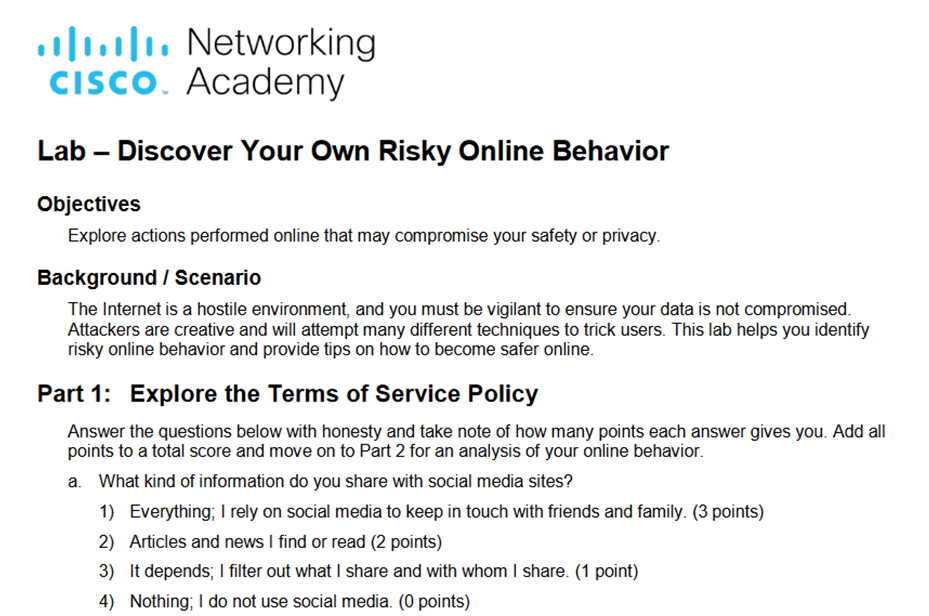 Networking
CISCO Academy
Lab – Discover Your Own Risky Online Behavior
Objectives
Explore actions performed online that may compromise your safety or privacy.
Background / Scenario
The Internet is a hostile environment, and you must be vigilant to ensure your data is not compromised.
Attackers are creative and will attempt many different techniques to trick users. This lab helps you identify
risky online behavior and provide tips on how to become safer online.
Part 1: Explore the Terms of Service Policy
Answer the questions below with honesty and take note of how many points each answer gives you. Add all
points to a total score and move on to Part 2 for an analysis of your online behavior.
a. What kind of information do you share with social media sites?
1) Everything; I rely on social media to keep in touch with friends and family. (3 points)
2) Articles and news I find or read (2 points)
3) It depends; I filter out what I share and with whom I share. (1 point)
4) Nothing; I do not use social media. (0 points)